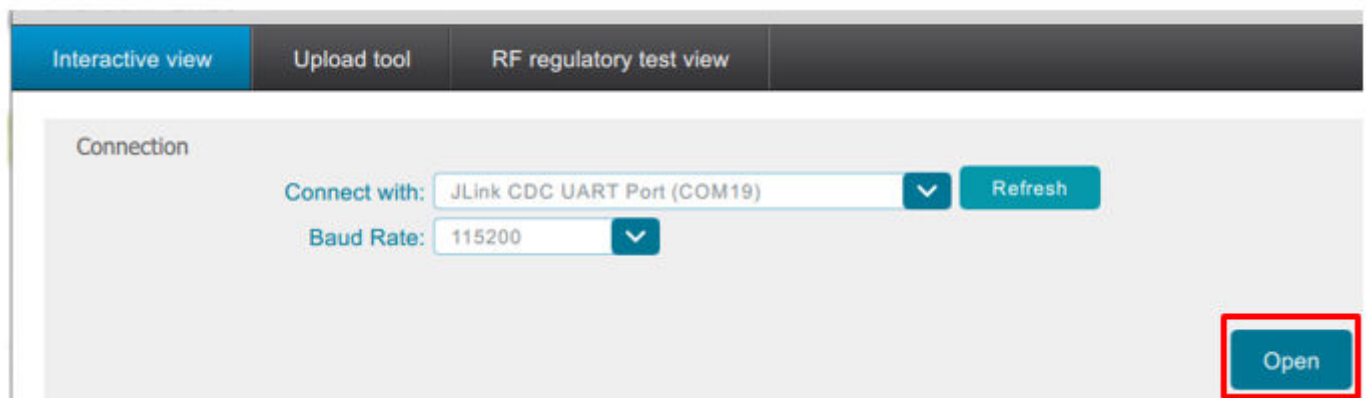 Interactive view Upload tool RF regulatory test view
Connection
Connect with: JLink CDC UART Port (COM19) Refresh
Baud Rate: 115200
Open